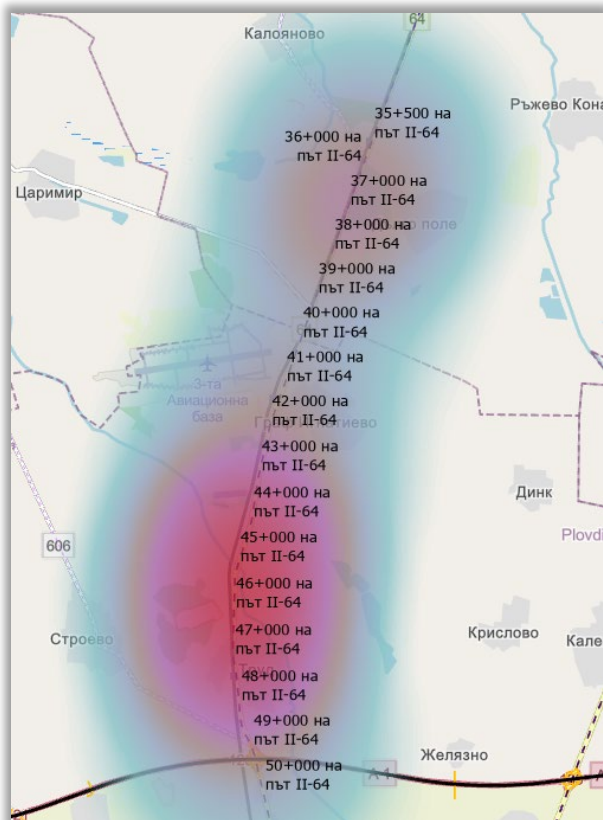 64
Калояново
35+500 на
път II-64
Ръжево Кона
36+000 на
път II-64
37+000 на
път II-64
Царимир
38+000 на
път II-64
поле
39+000 на
път II-64
40+000 на
път II-64
41+000 на
път II-64
3-та
Авиационна
база
42+000 на
път II-64
43+000 на
път II-64
44+000 на
път II-64
Динк
Plovdi
606
45+000 на
път II-64
46+000 на
път II-64
Строево
47+000 на
път II-64
Крислово
Кале
Труд
48+000 на
път II-64
49+000 на
път II-64
Желязно
50+000 на
път II-64
A 1
A